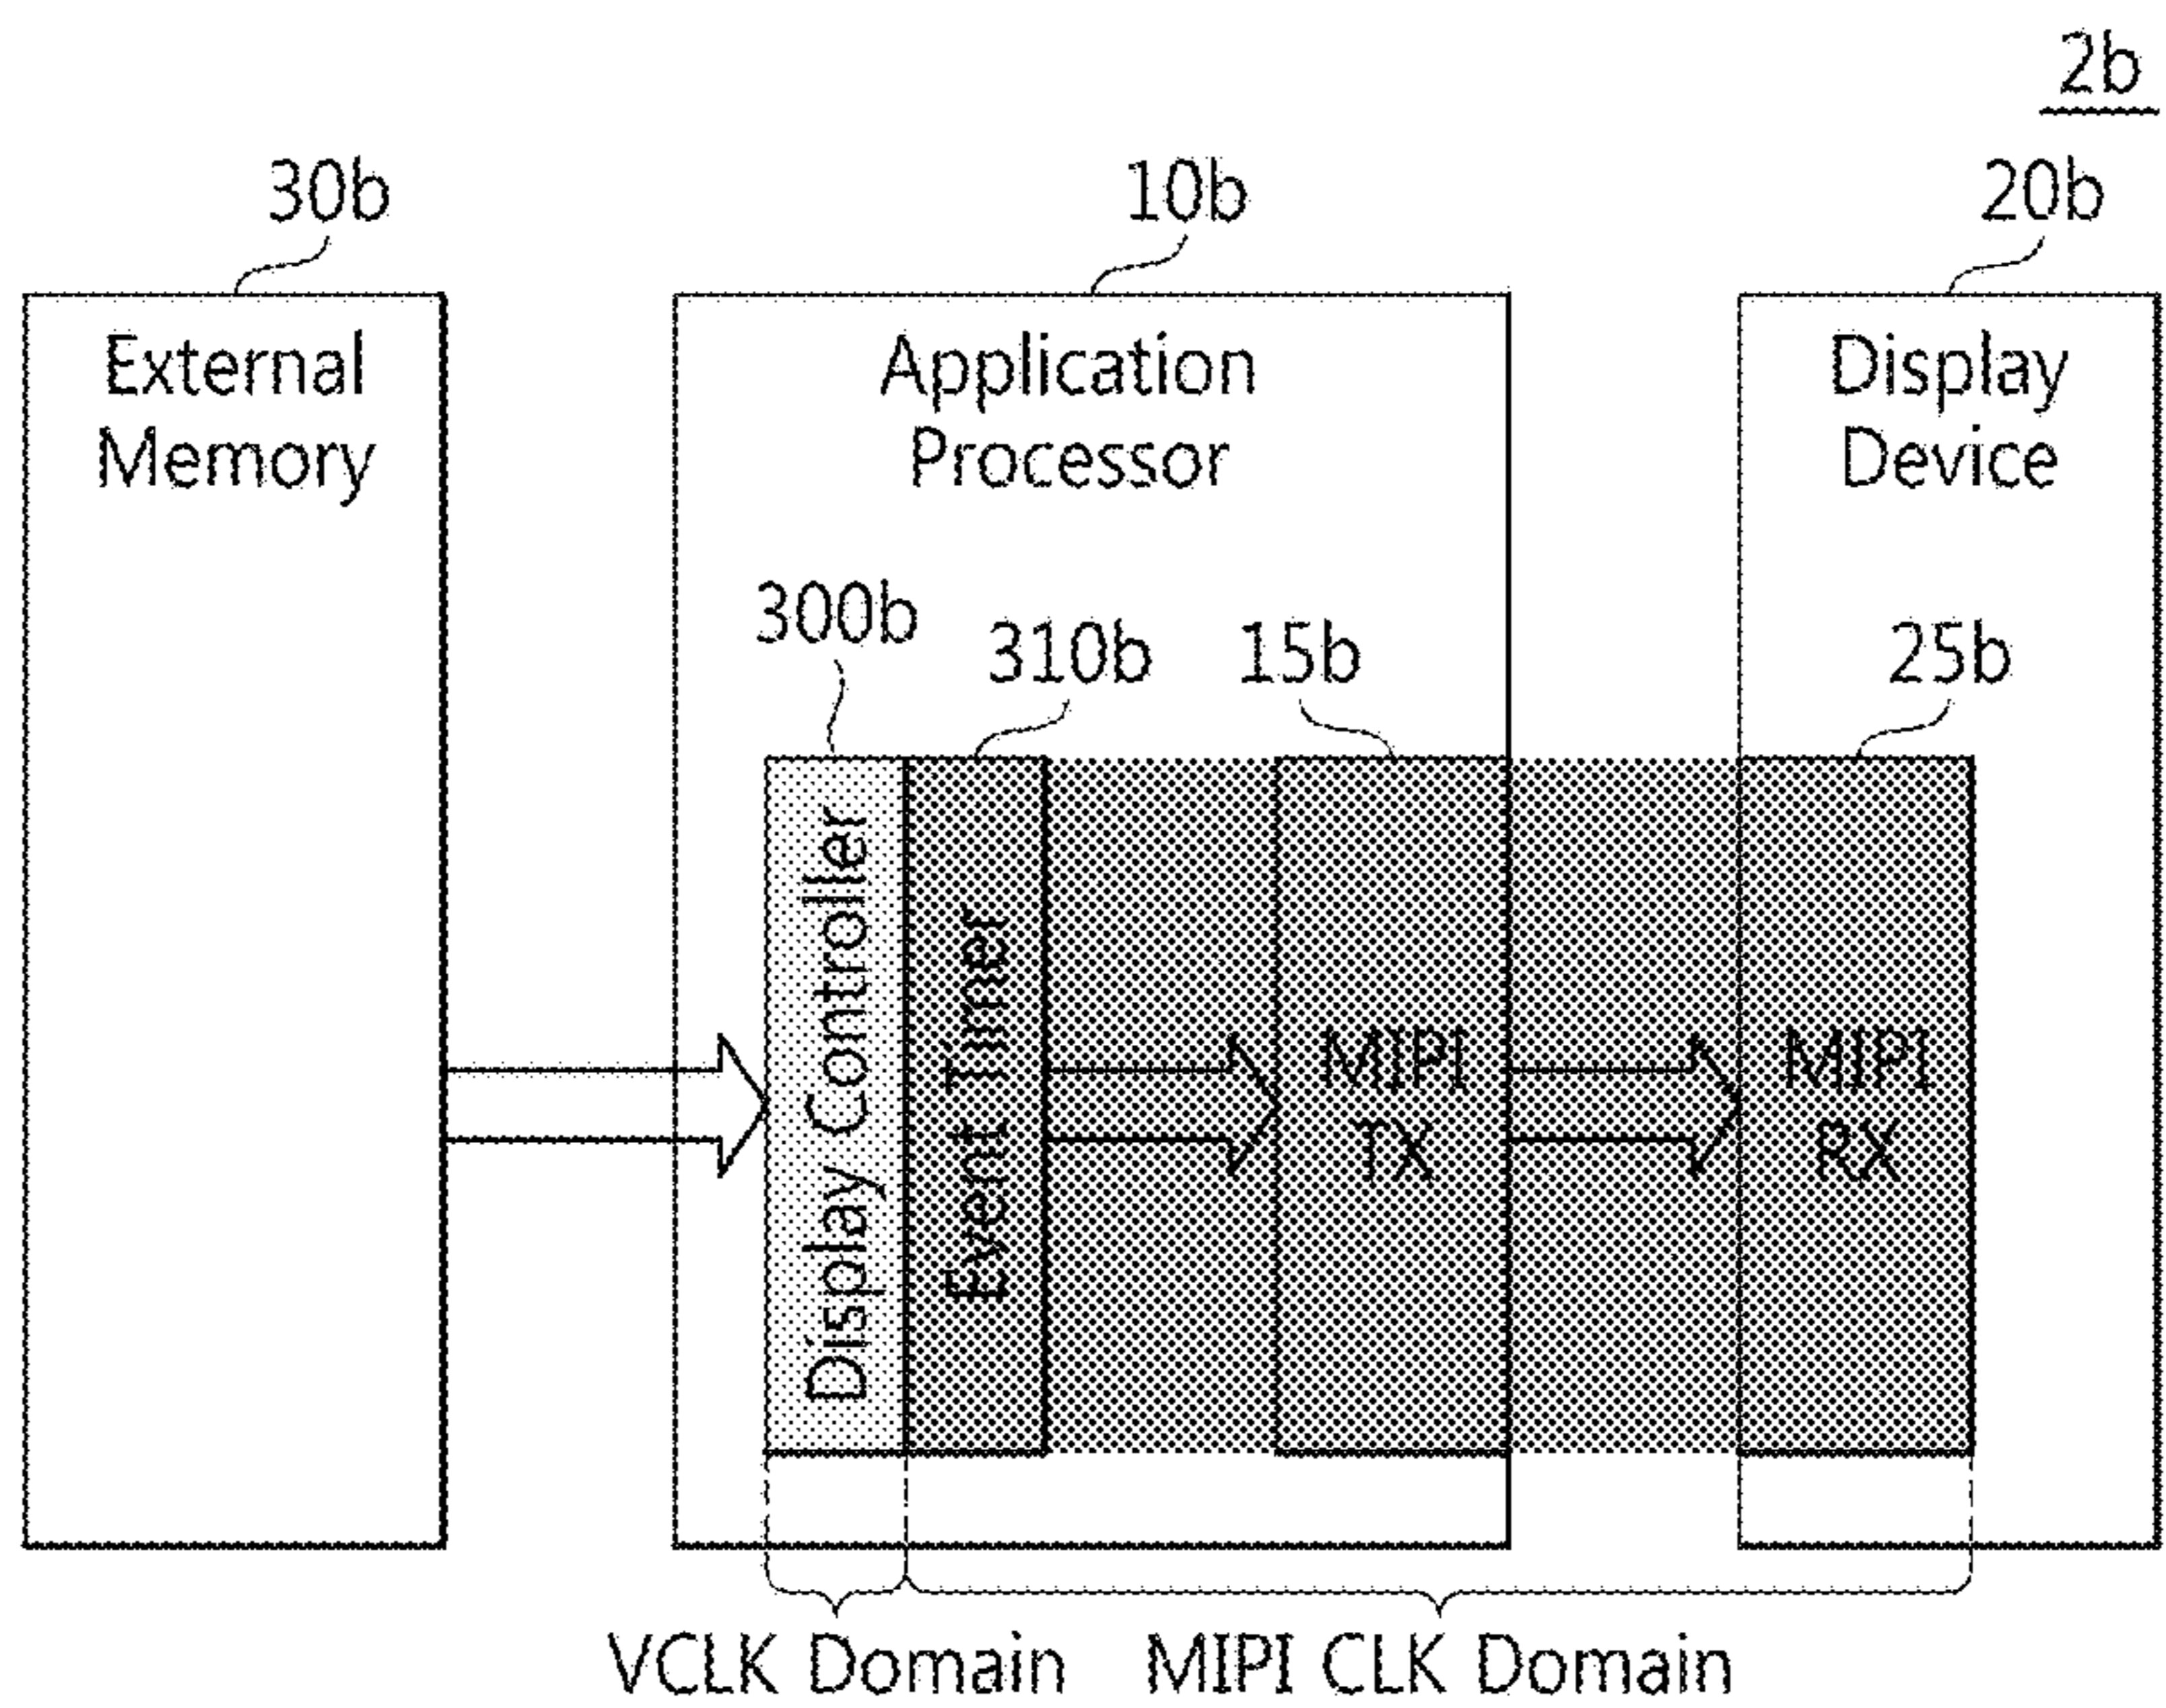 2b
30b
10b
20b
External
Memory
Application
Processor
Display
Device
300b
310b
15b
25b
Display Controller
Event Timer
MIPI
TX
MIPI
RX
VCLK Domain
MIPI CLK Domain